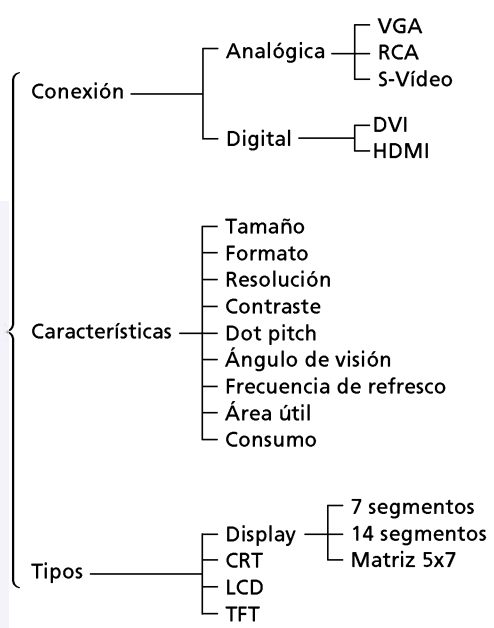 Conexión
Analógica
VGA
RCA
S-Vídeo
Digital
DVI
HDMI
Características
Tamaño
Formato
Resolución
Contraste
Dot pitch
Ángulo de visión
Frecuencia de refresco
Área útil
Consumo
Tipos
Display
7 segmentos
14 segmentos
Matriz 5x7
CRT
LCD
TFT